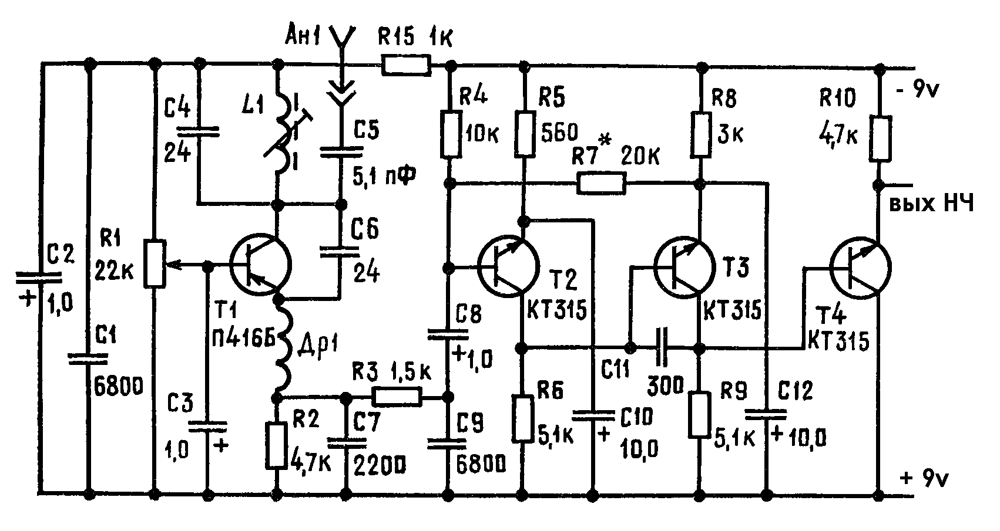 Ан1
R15 1к
- 9v
C4
24
L1
C5
5,1 пФ
R4
10к
R5
560
R7* 20к
R8
3к
R10
4,7к
вых НЧ
C2
+ 1,0
R1
22к
C6
24
T1
П416Б
T2
КТ315
T3
КТ315
T4
КТ315
C1
6800
Др1
C8
+ 1,0
C11
300
C3
1,0 +
R3 1,5к
R2
4,7к
C7
2200
C9
6800
R6
5,1к
C10
+ 10,0
R9
5,1к
C12
+ 10,0
+ 9v